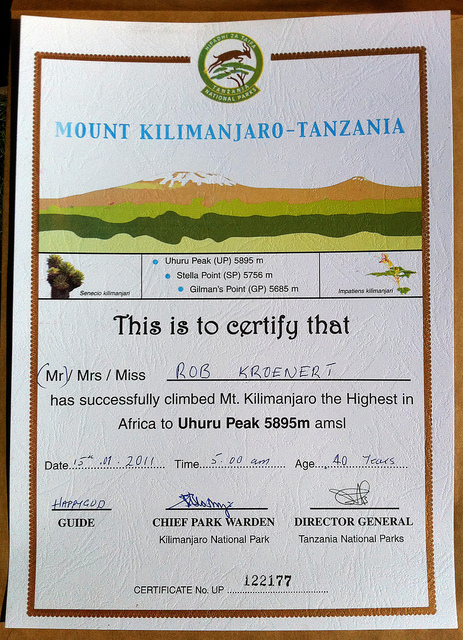 HIFADHI ZA TAIFA
TANZANIA
NATIONAL PARKS
MOUNT KILIMANJARO-TANZANIA
Uhuru Peak (UP) 5895 m
Stella Point (SP) 5756 m
Gilman's Point (GP) 5685 m
Senecio kilimanjari
Impatiens kilimanjari
This is to certify that
Mr / Mrs / Miss ROB KROENERT
has successfully climbed Mt. Kilimanjaro the Highest in
Africa to Uhuru Peak 5895m amsl
Date 15th .01 . 2011 Time 5:00 am Age 40 Years
HAPPYGOD
GUIDE
CHIEF PARK WARDEN
Kilimanjaro National Park
DIRECTOR GENERAL
Tanzania National Parks
CERTIFICATE No. UP 122177